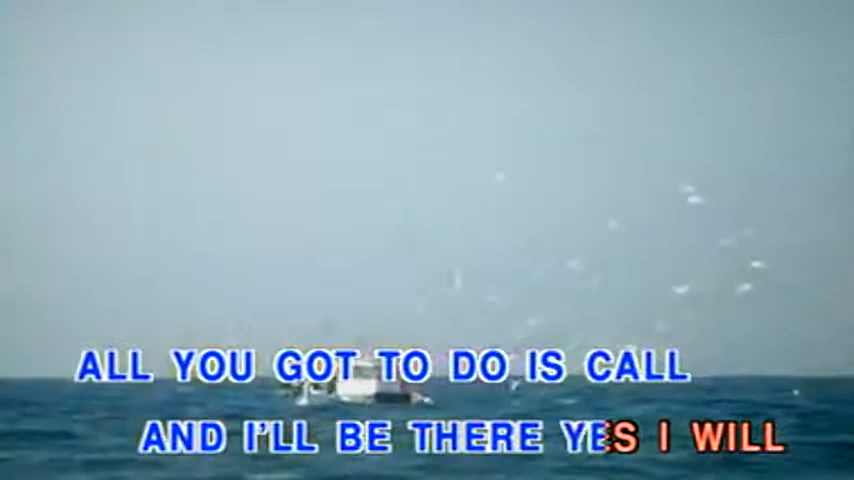 ALL YOU GOT TO DO IS CALL
AND I'LL BE THERE YES I WILL